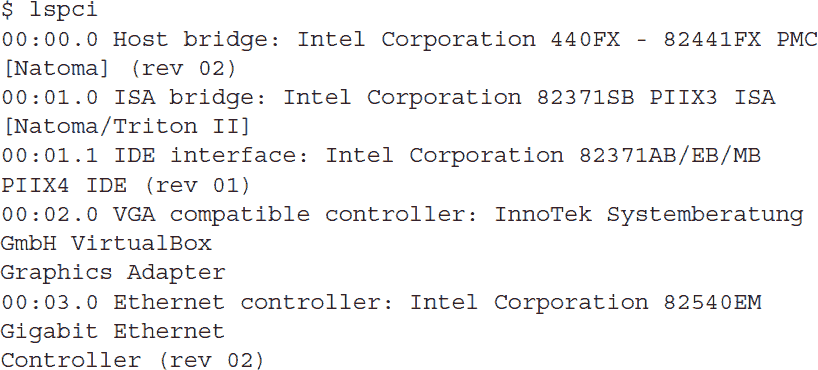 $ lspci
00:00.0 Host bridge: Intel Corporation 440FX - 82441FX PMC
[Natoma] (rev 02)
00:01.0 ISA bridge: Intel Corporation 82371SB PIIX3 ISA
[Natoma/Triton II]
00:01.1 IDE interface: Intel Corporation 82371AB/EB/MB
PIIX4 IDE (rev 01)
00:02.0 VGA compatible controller: InnoTek Systemberatung
GmbH VirtualBox
Graphics Adapter
00:03.0 Ethernet controller: Intel Corporation 82540EM
Gigabit Ethernet
Controller (rev 02)